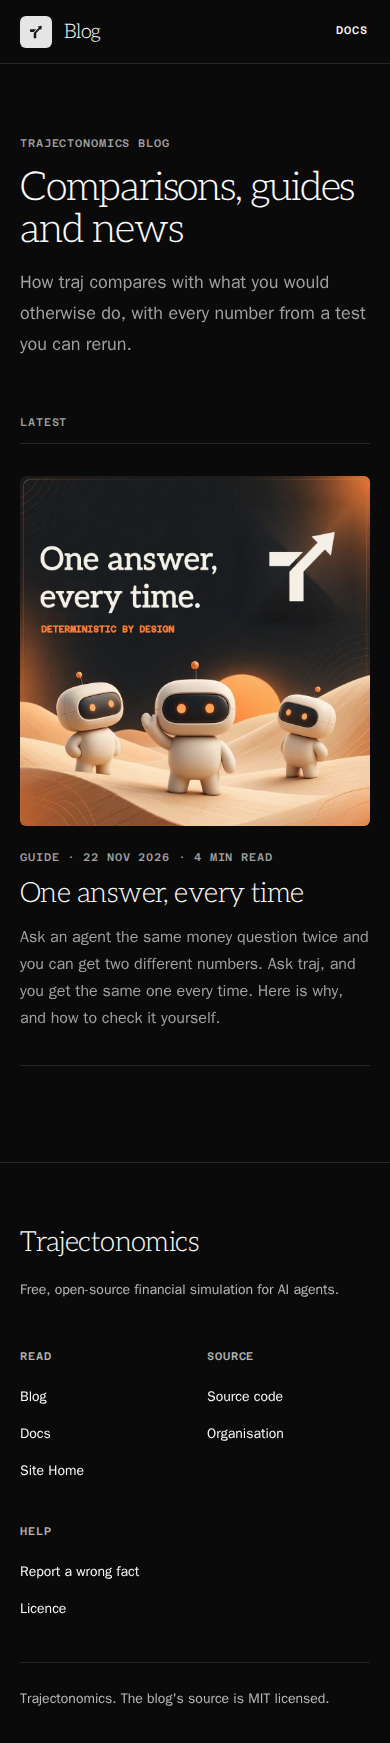 Blog
DOCS
TRAJECTONOMICS BLOG
Comparisons, guides
and news
How traj compares with what you would
otherwise do, with every number from a test
you can rerun.
LATEST
One answer,
every time.
DETERMINISTIC BY DESIGN
GUIDE · 22 NOV 2026 · 4 MIN READ
One answer, every time
Ask an agent the same money question twice and
you can get two different numbers. Ask traj, and
you get the same one every time. Here is why,
and how to check it yourself.
Trajectonomics
Free, open-source financial simulation for AI agents.
READ
Blog
Docs
Site Home
SOURCE
Source code
Organisation
HELP
Report a wrong fact
Licence
Trajectonomics. The blog's source is MIT licensed.